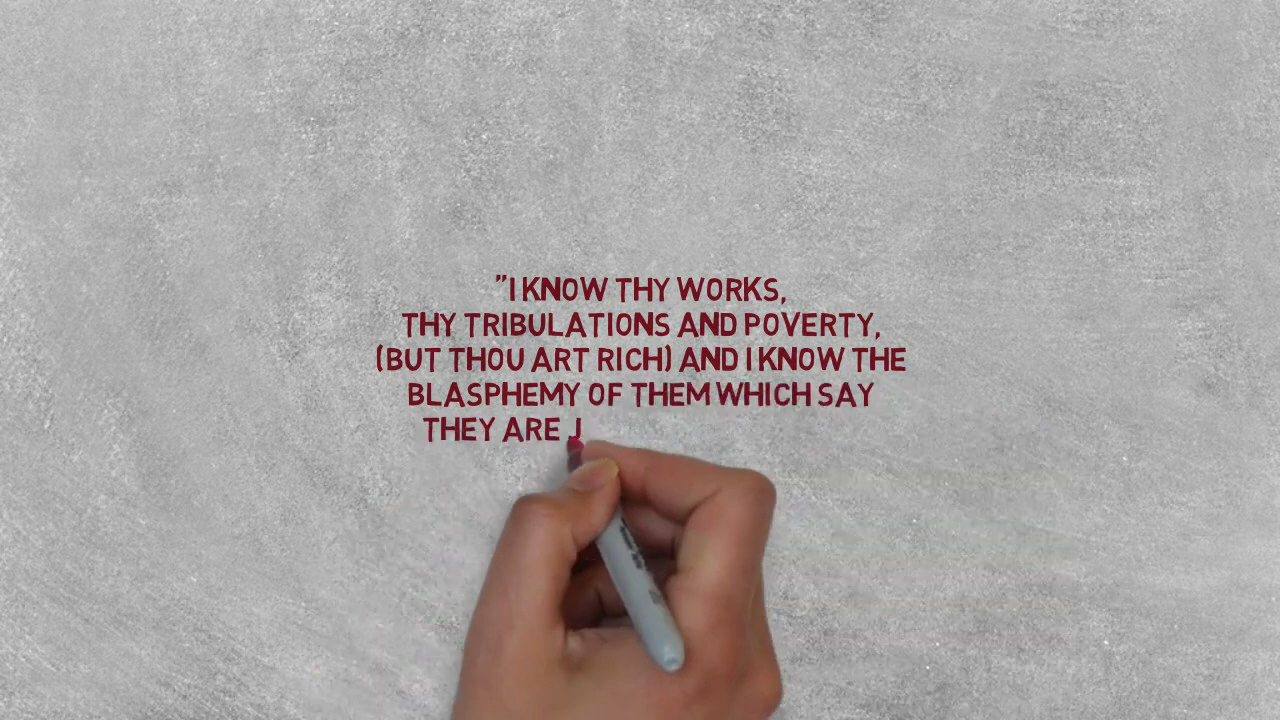 "I KNOW THY WORKS,
THY TRIBULATIONS AND POVERTY,
(BUT THOU ART RICH) AND I KNOW THE
BLASPHEMY OF THEM WHICH SAY
THEY ARE J